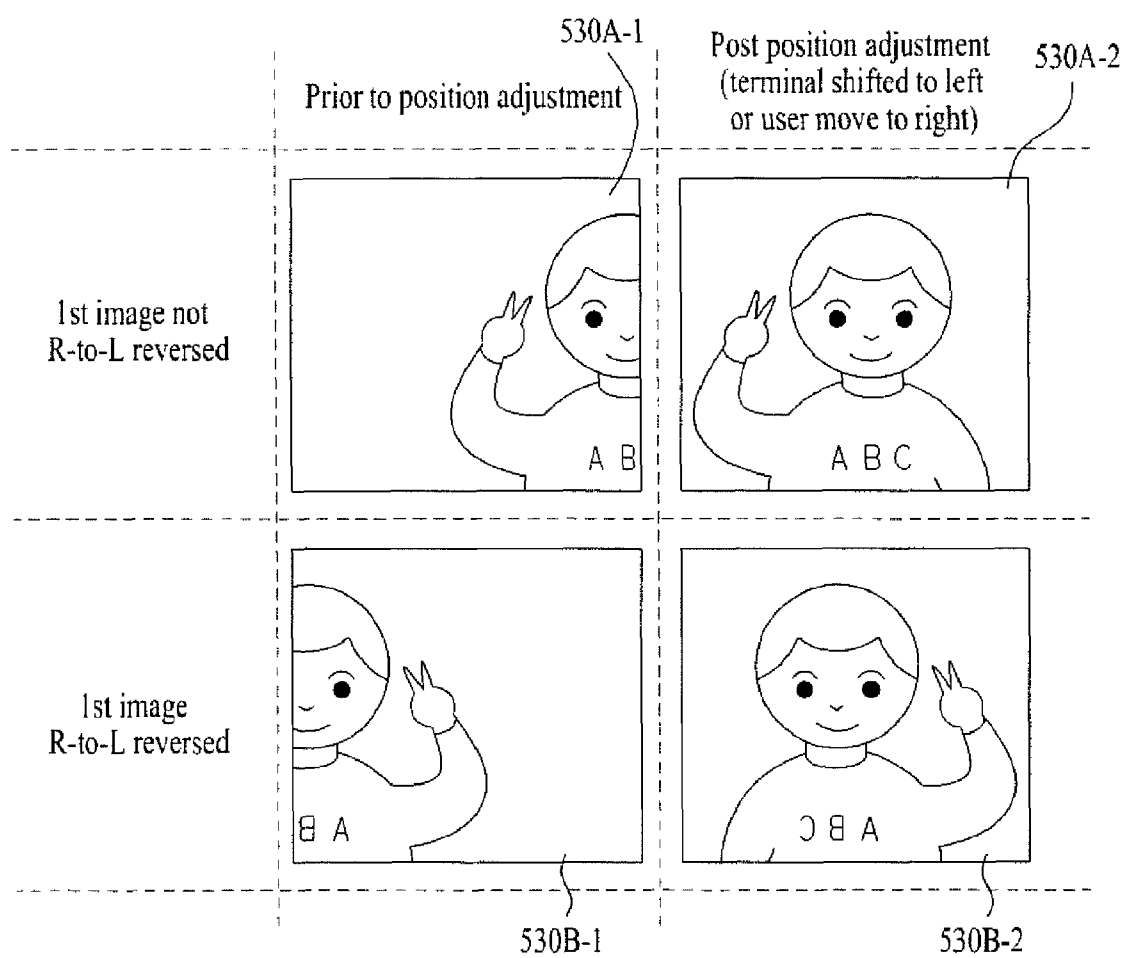 530A-1
Post position adjustment
(terminal shifted to left
or user move to right)
530A-2
Prior to position adjustment
1st image not
R-to-L reversed
A B
A B C
1st image
R-to-L reversed
B A
C B A
530B-1
530B-2